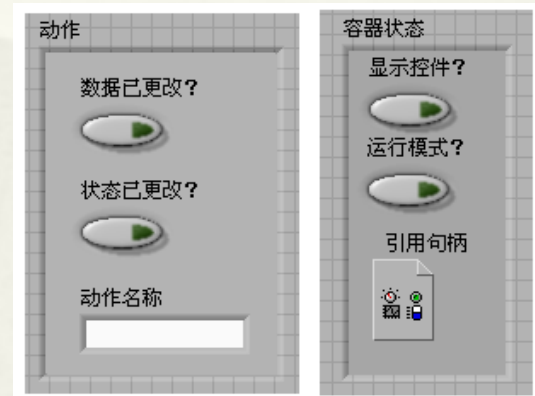 动作
数据已更改?
状态已更改?
动作名称
容器状态
显示控件?
运行模式?
引用句柄